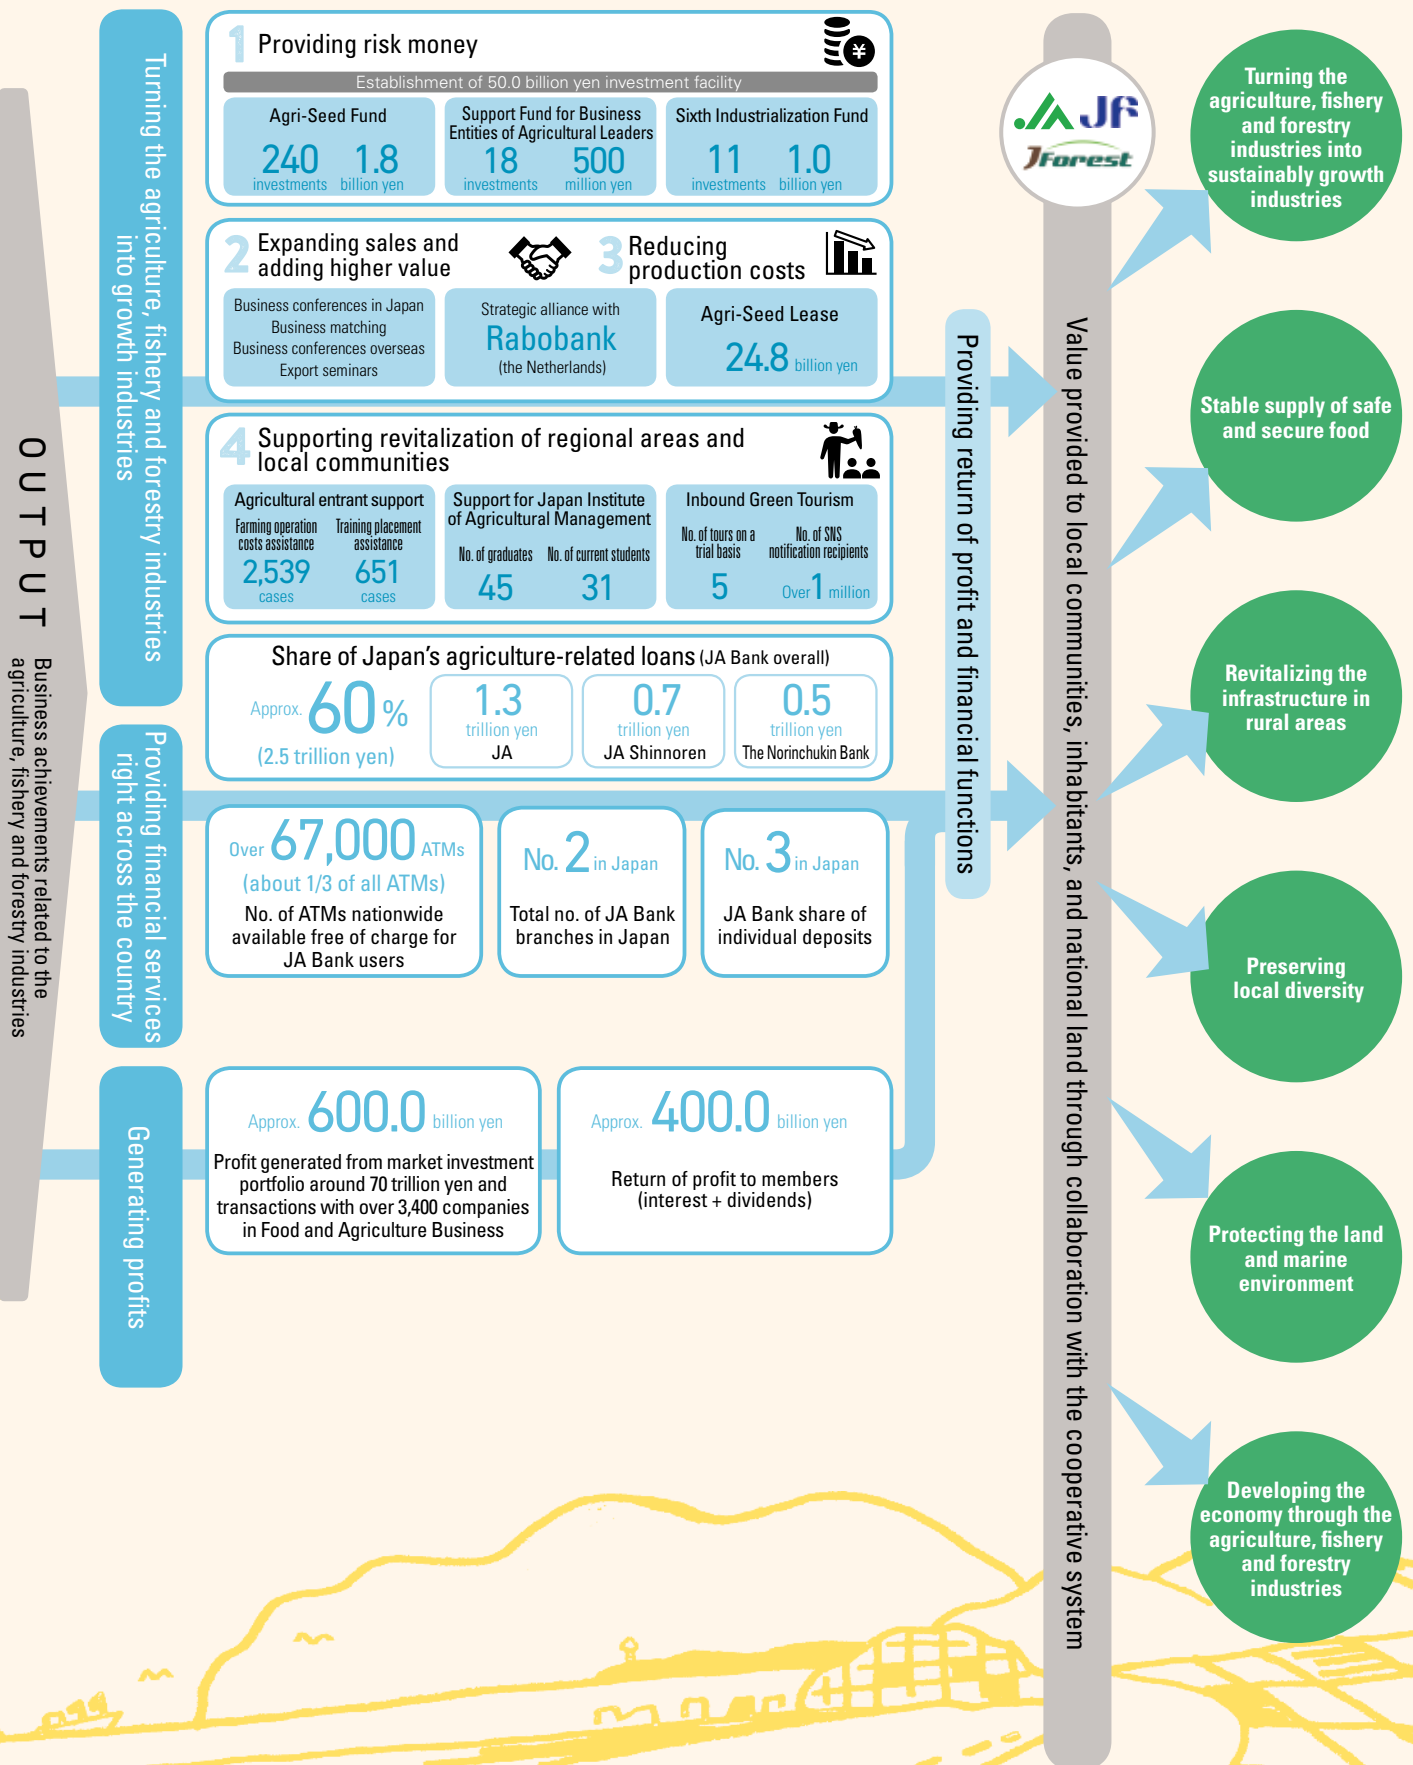 OUTPUT
Business achievements related to the
agriculture, fishery and forestry industries
Turning the agriculture, fishery and forestry industries
into growth industries
1 Providing risk money
¥
Establishment of 50.0 billion yen investment facility
Agri-Seed Fund
240 1.8
investments billion yen
Support Fund for Business
Entities of Agricultural Leaders
18 500
investments million yen
Sixth Industrialization Fund
11 1.0
investments billion yen
2 Expanding sales and
adding higher value
Business conferences in Japan
Business matching
Business conferences overseas
Export seminars
Strategic alliance with
Rabobank
(the Netherlands)
3 Reducing
production costs
Agri-Seed Lease
24.8 billion yen
4 Supporting revitalization of regional areas and
local communities
Agricultural entrant support
Farming operation
costs assistance
2,539
cases
Training placement
assistance
651
cases
Support for Japan Institute
of Agricultural Management
No. of graduates No. of current students
45 31
Inbound Green Tourism
No. of tours on a
trial basis
5
No. of SNS
notification recipients
Over 1 million
Share of Japan's agriculture-related loans (JA Bank overall)
Approx. 60 %
(2.5 trillion yen)
1.3
trillion yen
JA
0.7
trillion yen
JA Shinnoren
0.5
trillion yen
The Norinchukin Bank
Providing financial services
right across the country
Over 67,000 ATMs
(about 1/3 of all ATMs)
No. of ATMs nationwide
available free of charge for
JA Bank users
No. 2 in Japan
Total no. of JA Bank
branches in Japan
No. 3 in Japan
JA Bank share of
individual deposits
Generating profits
Approx. 600.0 billion yen
Profit generated from market investment
portfolio around 70 trillion yen and
transactions with over 3,400 companies
in Food and Agriculture Business
Approx. 400.0 billion yen
Return of profit to members
(interest + dividends)
Providing return of profit and financial functions
JA JF
JForest
Value provided to local communities, inhabitants, and national land through collaboration with the cooperative system
Turning the
agriculture, fishery
and forestry
industries into
sustainably growth
industries
Stable supply of safe
and secure food
Revitalizing the
infrastructure in
rural areas
Preserving
local diversity
Protecting the land
and marine
environment
Developing the
economy through the
agriculture, fishery
and forestry
industries